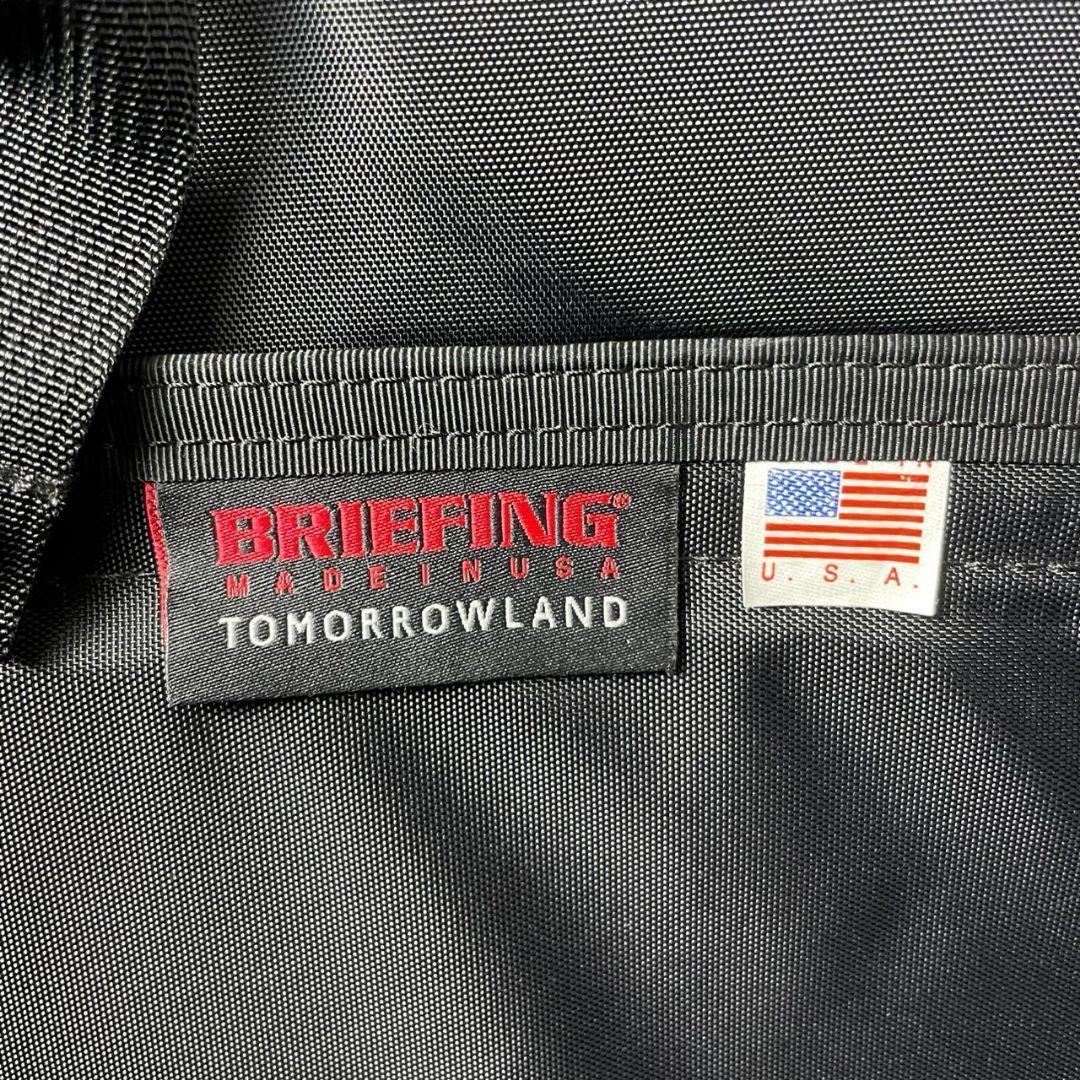 BRIEFING®
MADE IN USA
TOMORROWLAND
U. S. A.